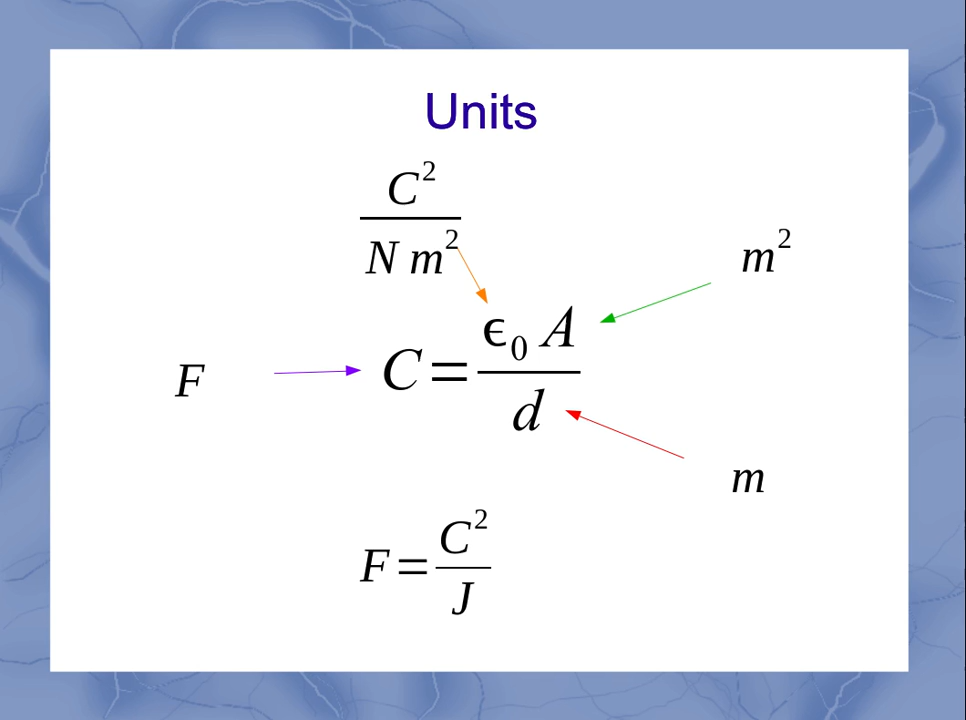 Units
C²
N m²
m²
F
C = ϵ₀ A / d
m
F = C² / J